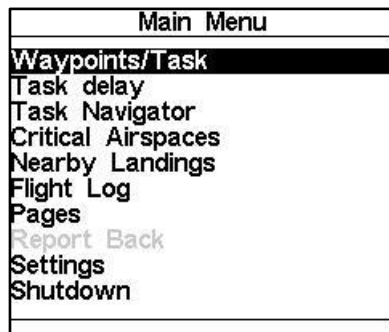 Main Menu
Waypoints/Task
Task delay
Task Navigator
Critical Airspaces
Nearby Landings
Flight Log
Pages
Report Back
Settings
Shutdown